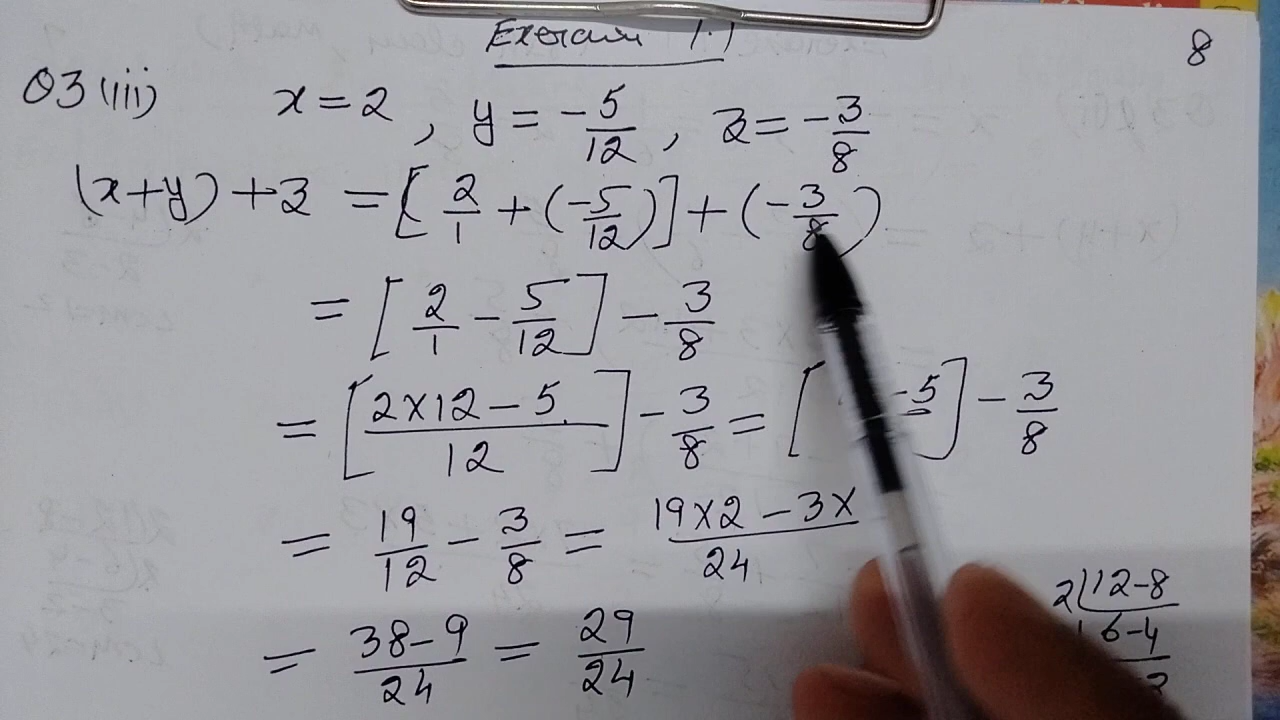 Exercise 1.1
8
Q3 (iii) x = 2 , y = -5/12 , z = -3/8
(x+y)+z = [2/1 + (-5/12)] + (-3/8)
= [2/1 - 5/12] - 3/8
= [2×12-5/12] - 3/8 = [ -5 ] - 3/8
= 19/12 - 3/8 = 19×2-3×/24
= 38-9/24 = 29/24
2 12-8
6-4